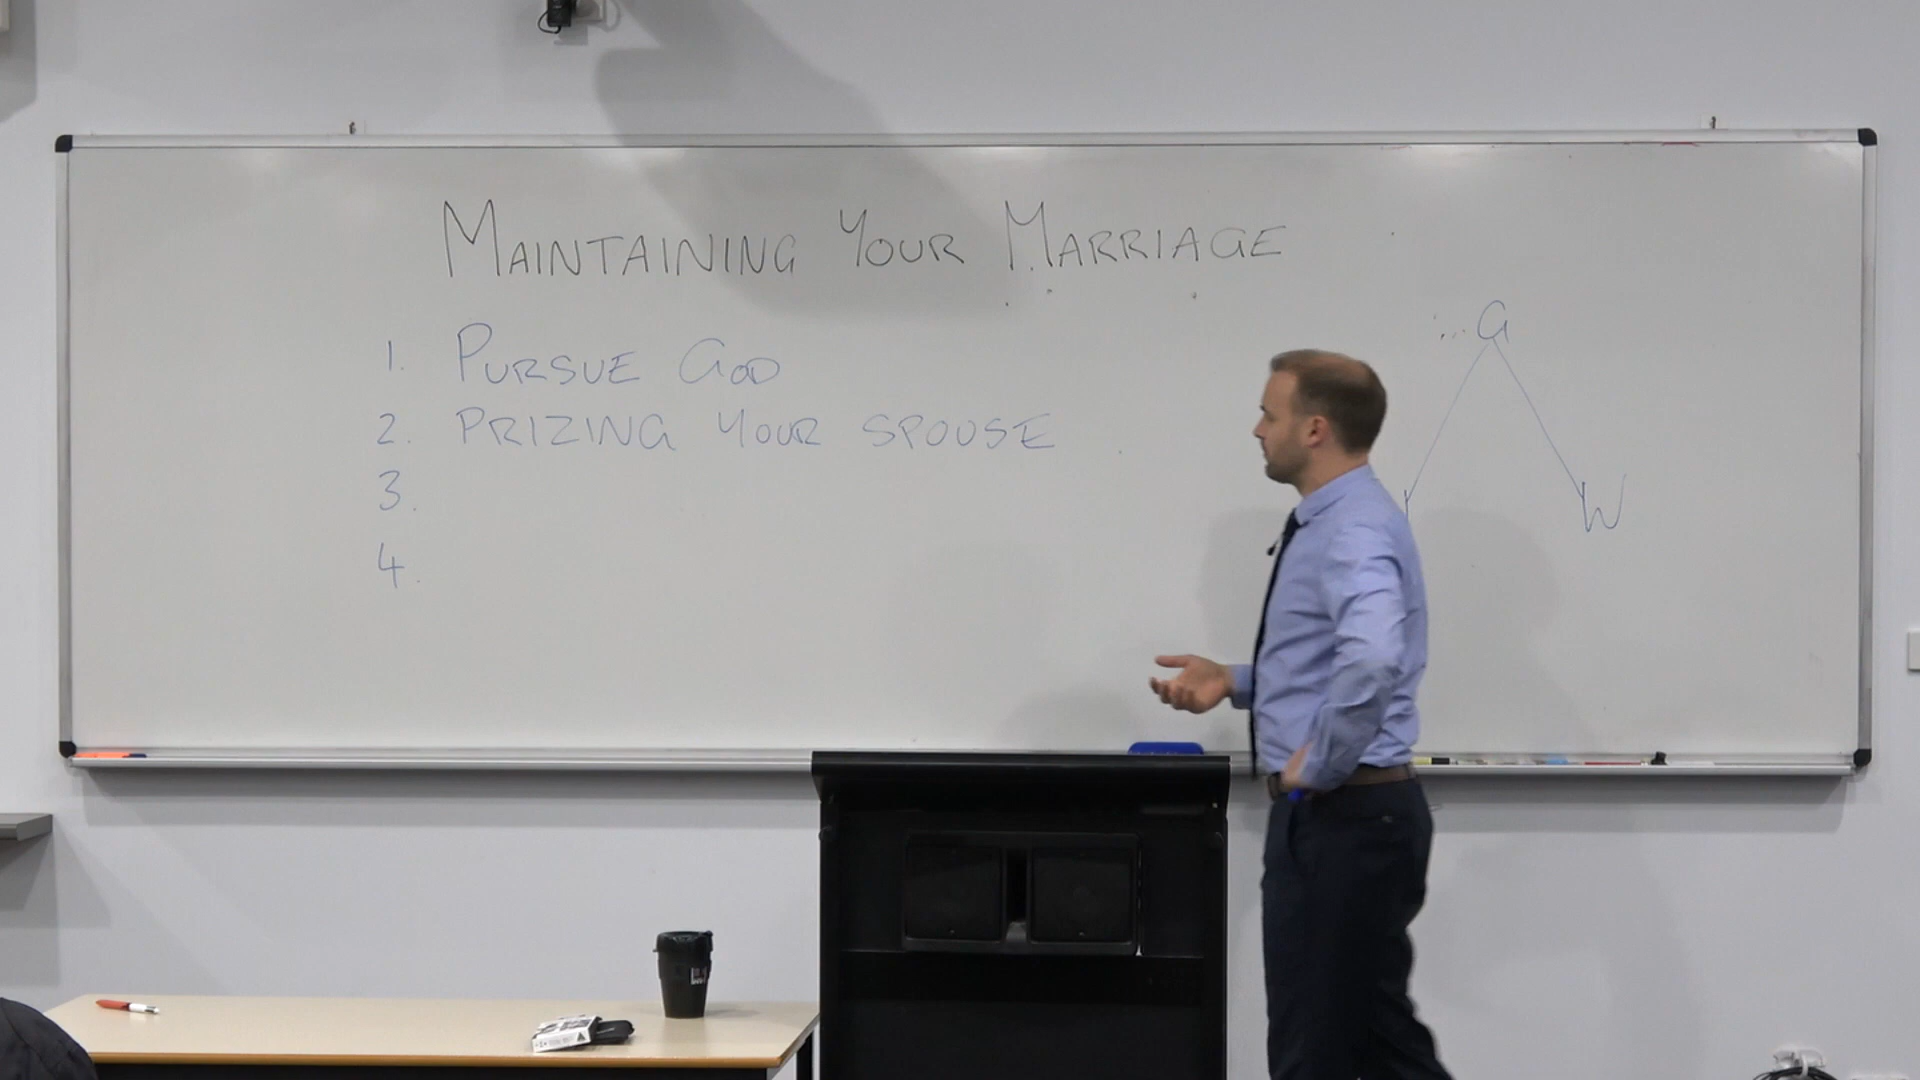 MAINTAINING YOUR MARRIAGE
1. PURSUE GOD
2. PRIZING YOUR SPOUSE
3.
4.
G
W